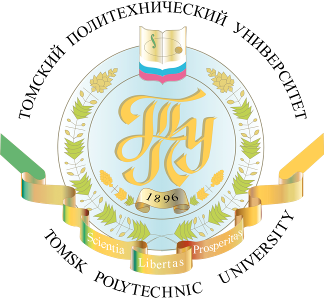 ТОМСКИЙ ПОЛИТЕХНИЧЕСКИЙ УНИВЕРСИТЕТ
ТПУ
1896
Scientia Libertas Prosperitas
TOMSK POLYTECHNIC UNIVERSITY